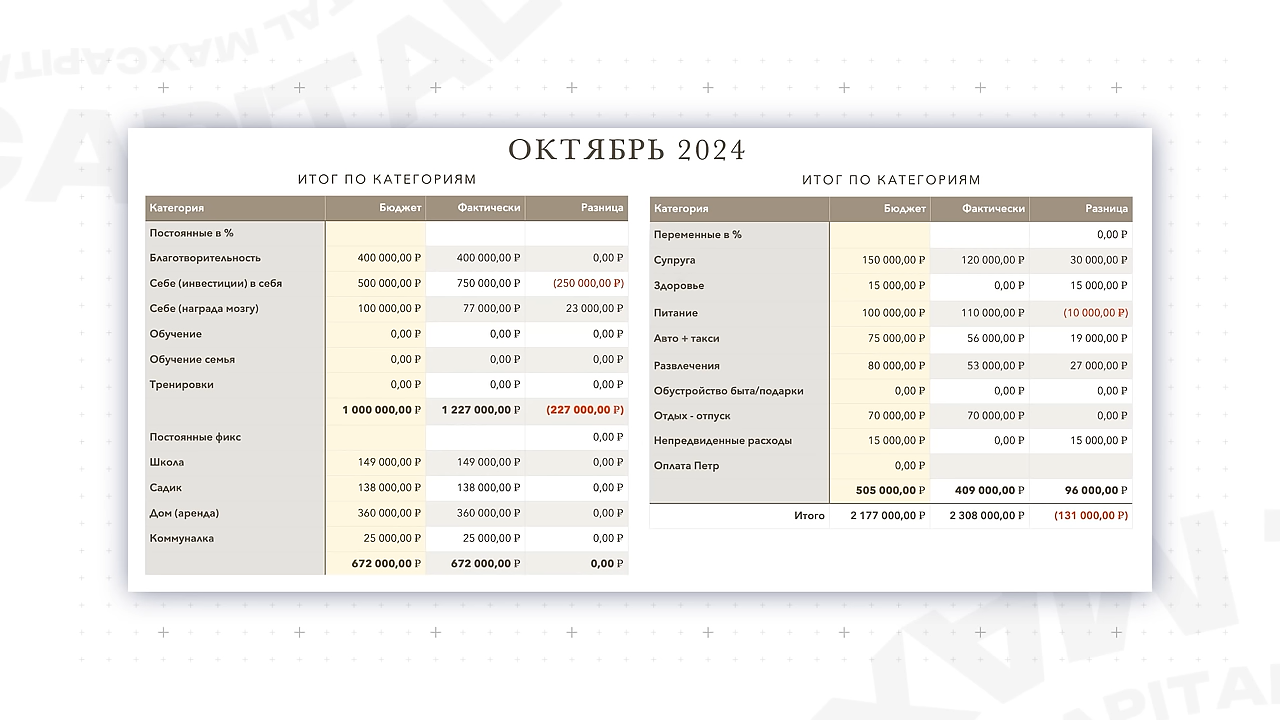 MAXCAPITAL
CAPITAL
ОКТЯБРЬ 2024
ИТОГ ПО КАТЕГОРИЯМ
Категория Бюджет Фактически Разница
Постоянные в %
Благотворительность 400 000,00 ₽ 400 000,00 ₽ 0,00 ₽
Себе (инвестиции) в себя 500 000,00 ₽ 750 000,00 ₽ (250 000,00 ₽)
Себе (награда мозгу) 100 000,00 ₽ 77 000,00 ₽ 23 000,00 ₽
Обучение 0,00 ₽ 0,00 ₽ 0,00 ₽
Обучение семья 0,00 ₽ 0,00 ₽ 0,00 ₽
Тренировки 0,00 ₽ 0,00 ₽ 0,00 ₽
1 000 000,00 ₽ 1 227 000,00 ₽ (227 000,00 ₽)
Постоянные фикс 0,00 ₽
Школа 149 000,00 ₽ 149 000,00 ₽ 0,00 ₽
Садик 138 000,00 ₽ 138 000,00 ₽ 0,00 ₽
Дом (аренда) 360 000,00 ₽ 360 000,00 ₽ 0,00 ₽
Коммуналка 25 000,00 ₽ 25 000,00 ₽ 0,00 ₽
672 000,00 ₽ 672 000,00 ₽ 0,00 ₽
ИТОГ ПО КАТЕГОРИЯМ
Категория Бюджет Фактически Разница
Переменные в % 0,00 ₽
Супруга 150 000,00 ₽ 120 000,00 ₽ 30 000,00 ₽
Здоровье 15 000,00 ₽ 0,00 ₽ 15 000,00 ₽
Питание 100 000,00 ₽ 110 000,00 ₽ (10 000,00 ₽)
Авто + такси 75 000,00 ₽ 56 000,00 ₽ 19 000,00 ₽
Развлечения 80 000,00 ₽ 53 000,00 ₽ 27 000,00 ₽
Обустройство быта/подарки 0,00 ₽ 0,00 ₽ 0,00 ₽
Отдых - отпуск 70 000,00 ₽ 70 000,00 ₽ 0,00 ₽
Непредвиденные расходы 15 000,00 ₽ 0,00 ₽ 15 000,00 ₽
Оплата Петр 0,00 ₽
505 000,00 ₽ 409 000,00 ₽ 96 000,00 ₽
Итого 2 177 000,00 ₽ 2 308 000,00 ₽ (131 000,00 ₽)